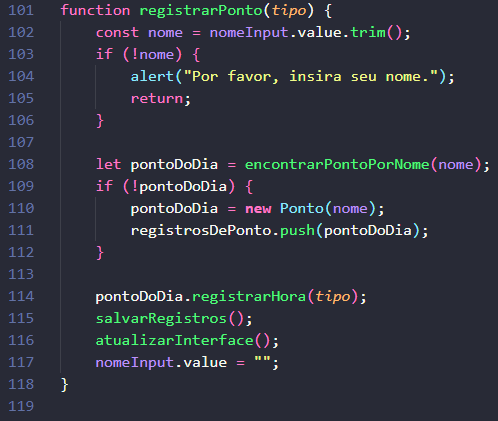 101 function registrarPonto(tipo) {
102     const nome = nomeInput.value.trim();
103     if (!nome) {
104         alert("Por favor, insira seu nome.");
105         return;
106     }
107
108     let pontoDoDia = encontrarPontoPorNome(nome);
109     if (!pontoDoDia) {
110         pontoDoDia = new Ponto(nome);
111         registrosDePonto.push(pontoDoDia);
112     }
113
114     pontoDoDia.registrarHora(tipo);
115     salvarRegistros();
116     atualizarInterface();
117     nomeInput.value = "";
118 }
119